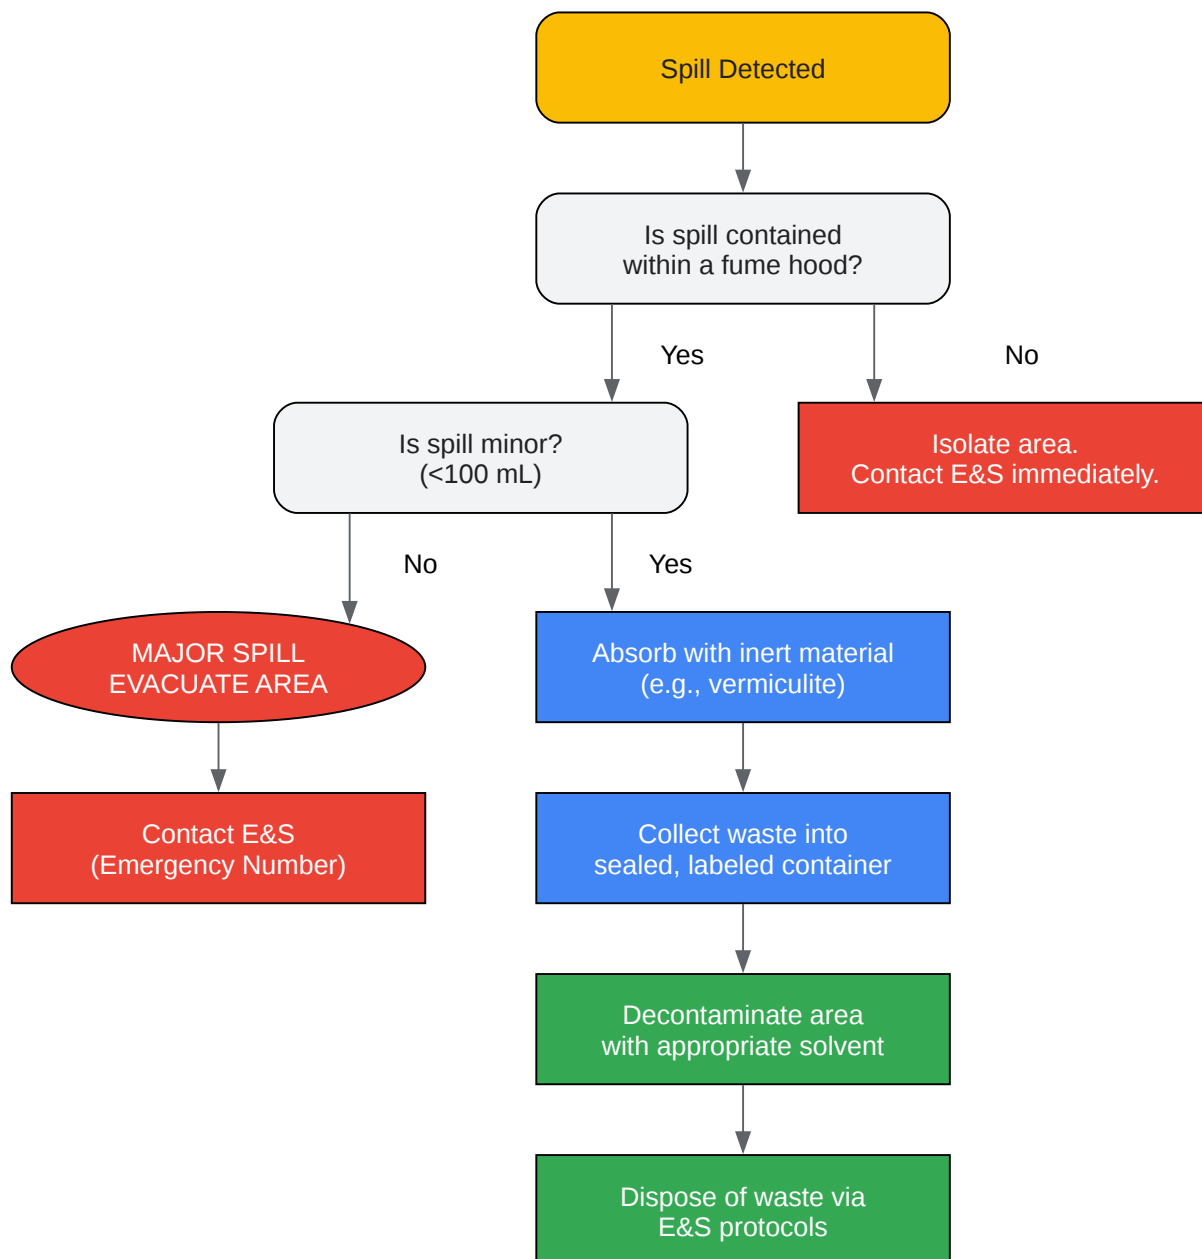 Spill Detected
Is spill contained
within a fume hood?
Yes
No
Is spill minor?
(<100 mL)
Isolate area.
Contact E&S immediately.
No
Yes
MAJOR SPILL
EVACUATE AREA
Absorb with inert material
(e.g., vermiculite)
Contact E&S
(Emergency Number)
Collect waste into
sealed, labeled container
Decontaminate area
with appropriate solvent
Dispose of waste via
E&S protocols